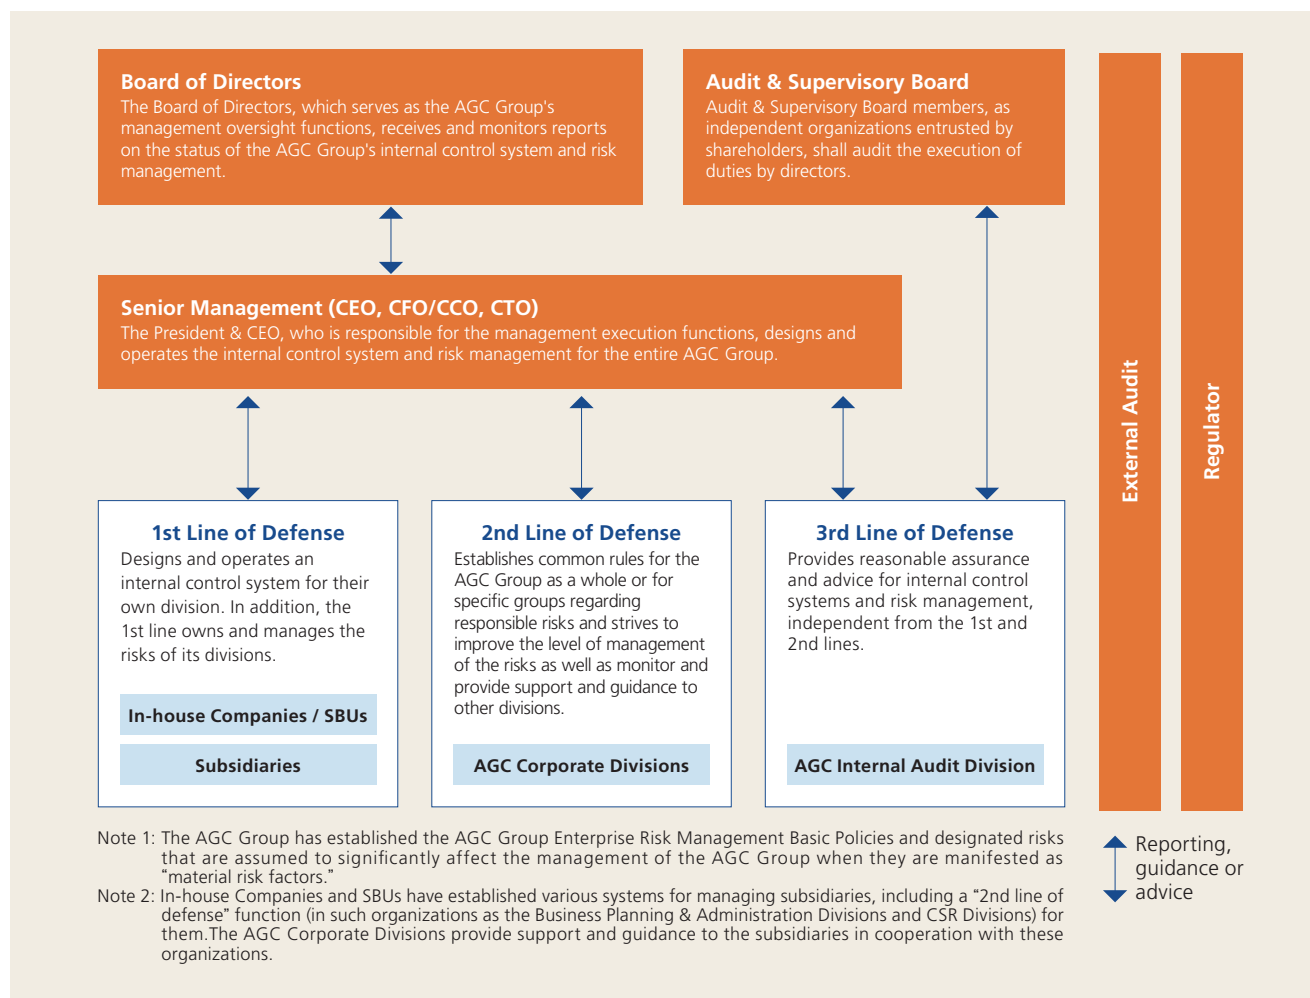 Board of Directors
The Board of Directors, which serves as the AGC Group's
management oversight functions, receives and monitors reports
on the status of the AGC Group's internal control system and risk
management.
Audit & Supervisory Board
Audit & Supervisory Board members, as
independent organizations entrusted by
shareholders, shall audit the execution of
duties by directors.
Senior Management (CEO, CFO/CCO, CTO)
The President & CEO, who is responsible for the management execution functions, designs and
operates the internal control system and risk management for the entire AGC Group.
1st Line of Defense
Designs and operates an
internal control system for their
own division. In addition, the
1st line owns and manages the
risks of its divisions.
In-house Companies / SBUs
Subsidiaries
2nd Line of Defense
Establishes common rules for the
AGC Group as a whole or for
specific groups regarding
responsible risks and strives to
improve the level of management
of the risks as well as monitor and
provide support and guidance to
other divisions.
AGC Corporate Divisions
3rd Line of Defense
Provides reasonable assurance
and advice for internal control
systems and risk management,
independent from the 1st and
2nd lines.
AGC Internal Audit Division
External Audit
Regulator
Note 1: The AGC Group has established the AGC Group Enterprise Risk Management Basic Policies and designated risks
that are assumed to significantly affect the management of the AGC Group when they are manifested as
“material risk factors.”
Note 2: In-house Companies and SBUs have established various systems for managing subsidiaries, including a “2nd line of
defense” function (in such organizations as the Business Planning & Administration Divisions and CSR Divisions) for
them.The AGC Corporate Divisions provide support and guidance to the subsidiaries in cooperation with these
organizations.
Reporting,
guidance or
advice